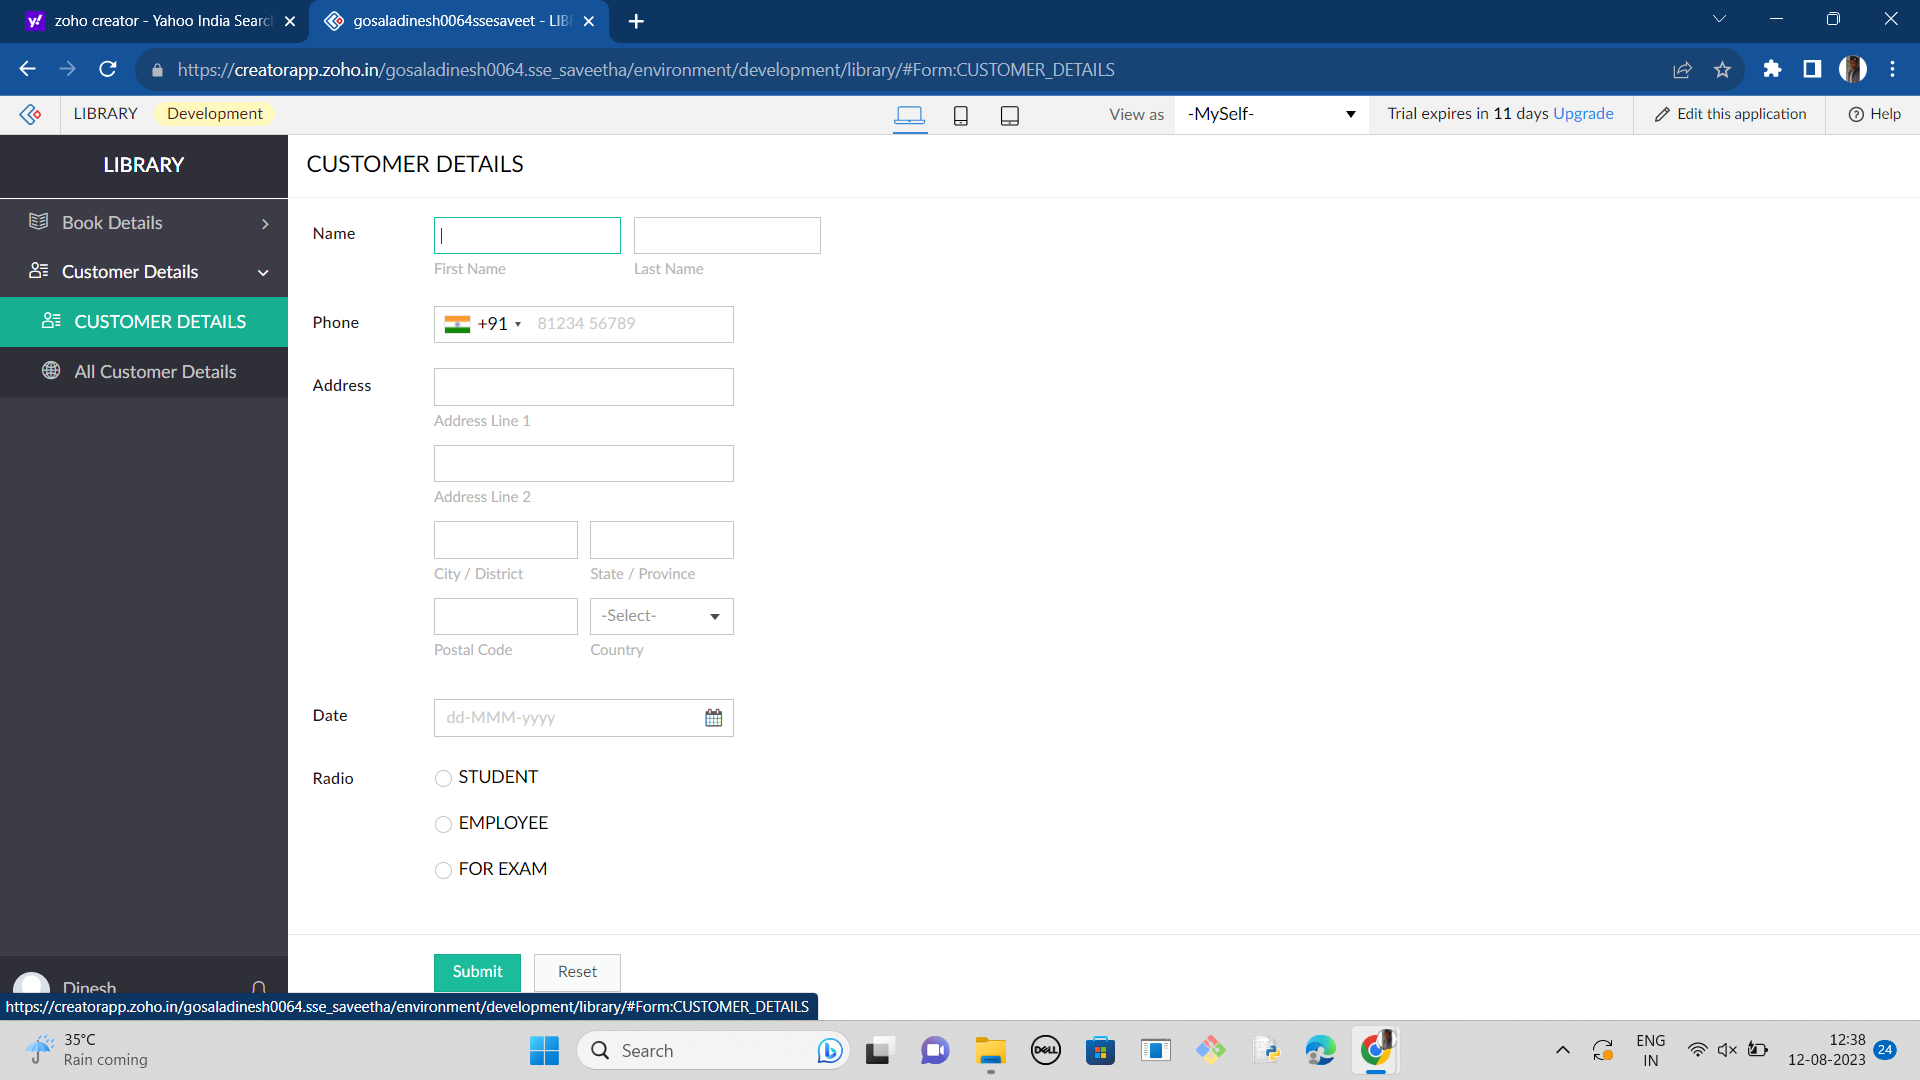 zoho creator - Yahoo India Searc
gosaladinesh0064ssesaveet - LIB
https://creatorapp.zoho.in/gosaladinesh0064.sse_saveetha/environment/development/library/#Form:CUSTOMER_DETAILS
LIBRARY Development View as -MySelf- Trial expires in 11 days Upgrade Edit this application Help
LIBRARY
Book Details
Customer Details
CUSTOMER DETAILS
All Customer Details
Dinesh
CUSTOMER DETAILS
Name
First Name Last Name
Phone +91 81234 56789
Address
Address Line 1
Address Line 2
City / District State / Province
-Select-
Postal Code Country
Date dd-MMM-yyyy
Radio STUDENT
EMPLOYEE
FOR EXAM
Submit Reset
https://creatorapp.zoho.in/gosaladinesh0064.sse_saveetha/environment/development/library/#Form:CUSTOMER_DETAILS
35°C
Rain coming
Search
DELL
ENG
IN
12:38
12-08-2023 24